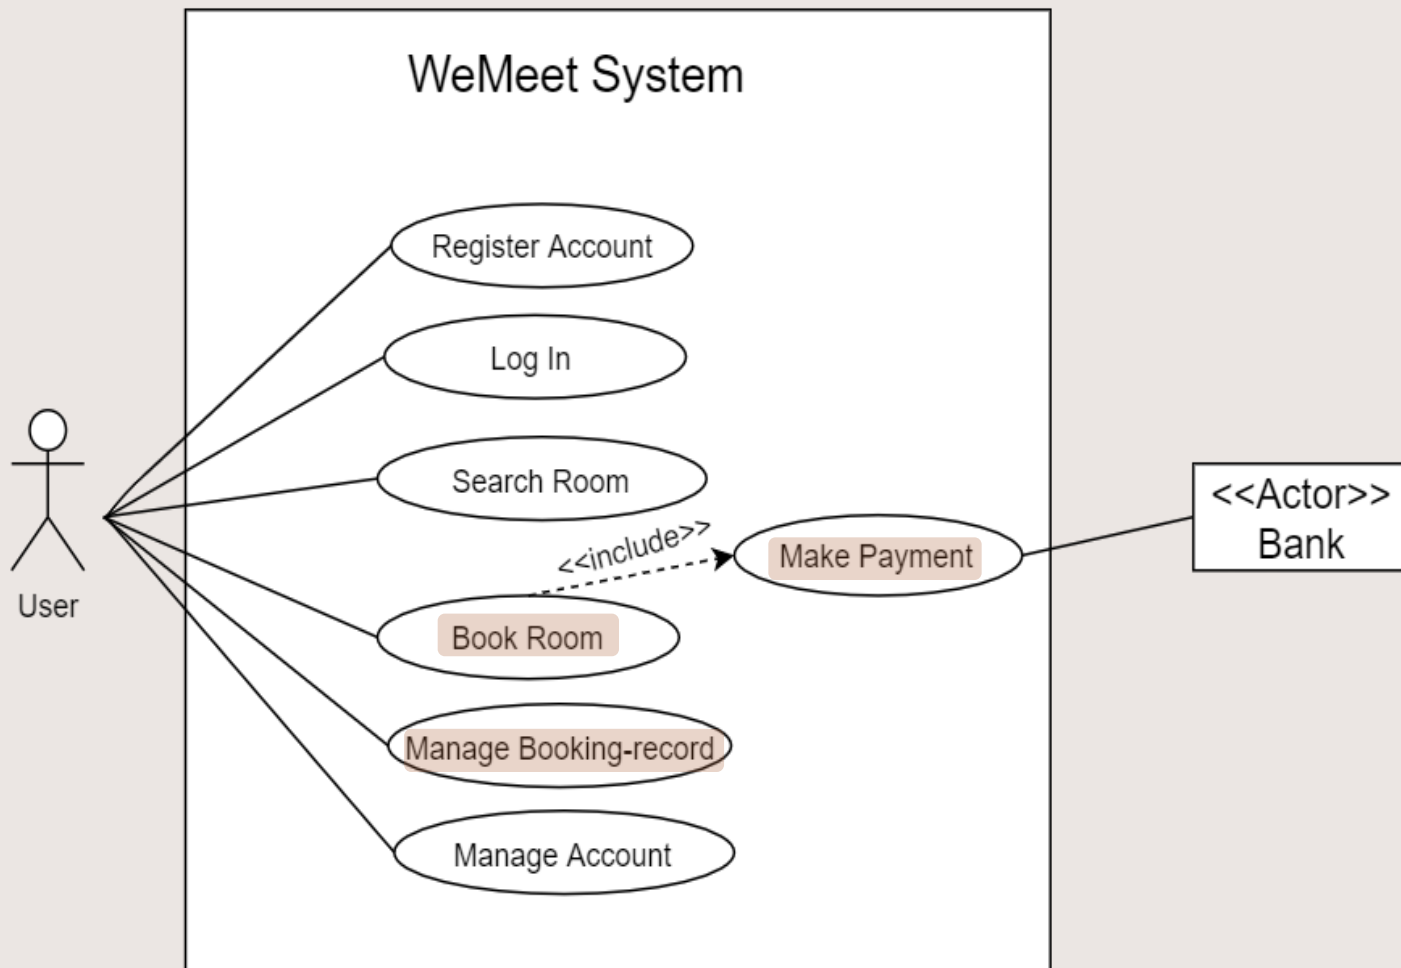 WeMeet System
Register Account
Log In
Search Room
<<include>>
Make Payment
<<Actor>>
Bank
User
Book Room
Manage Booking-record
Manage Account